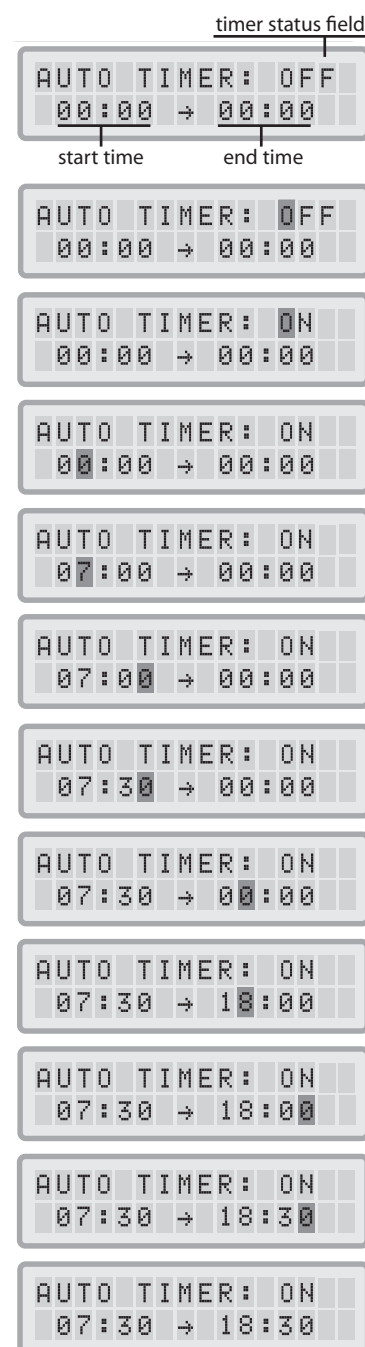 timer status field
AUTO TIMER: OFF
00:00 → 00:00
start time end time
AUTO TIMER: OFF
00:00 → 00:00
AUTO TIMER: ON
00:00 → 00:00
AUTO TIMER: ON
00:00 → 00:00
AUTO TIMER: ON
07:00 → 00:00
AUTO TIMER: ON
07:00 → 00:00
AUTO TIMER: ON
07:30 → 00:00
AUTO TIMER: ON
07:30 → 00:00
AUTO TIMER: ON
07:30 → 18:00
AUTO TIMER: ON
07:30 → 18:00
AUTO TIMER: ON
07:30 → 18:30
AUTO TIMER: ON
07:30 → 18:30